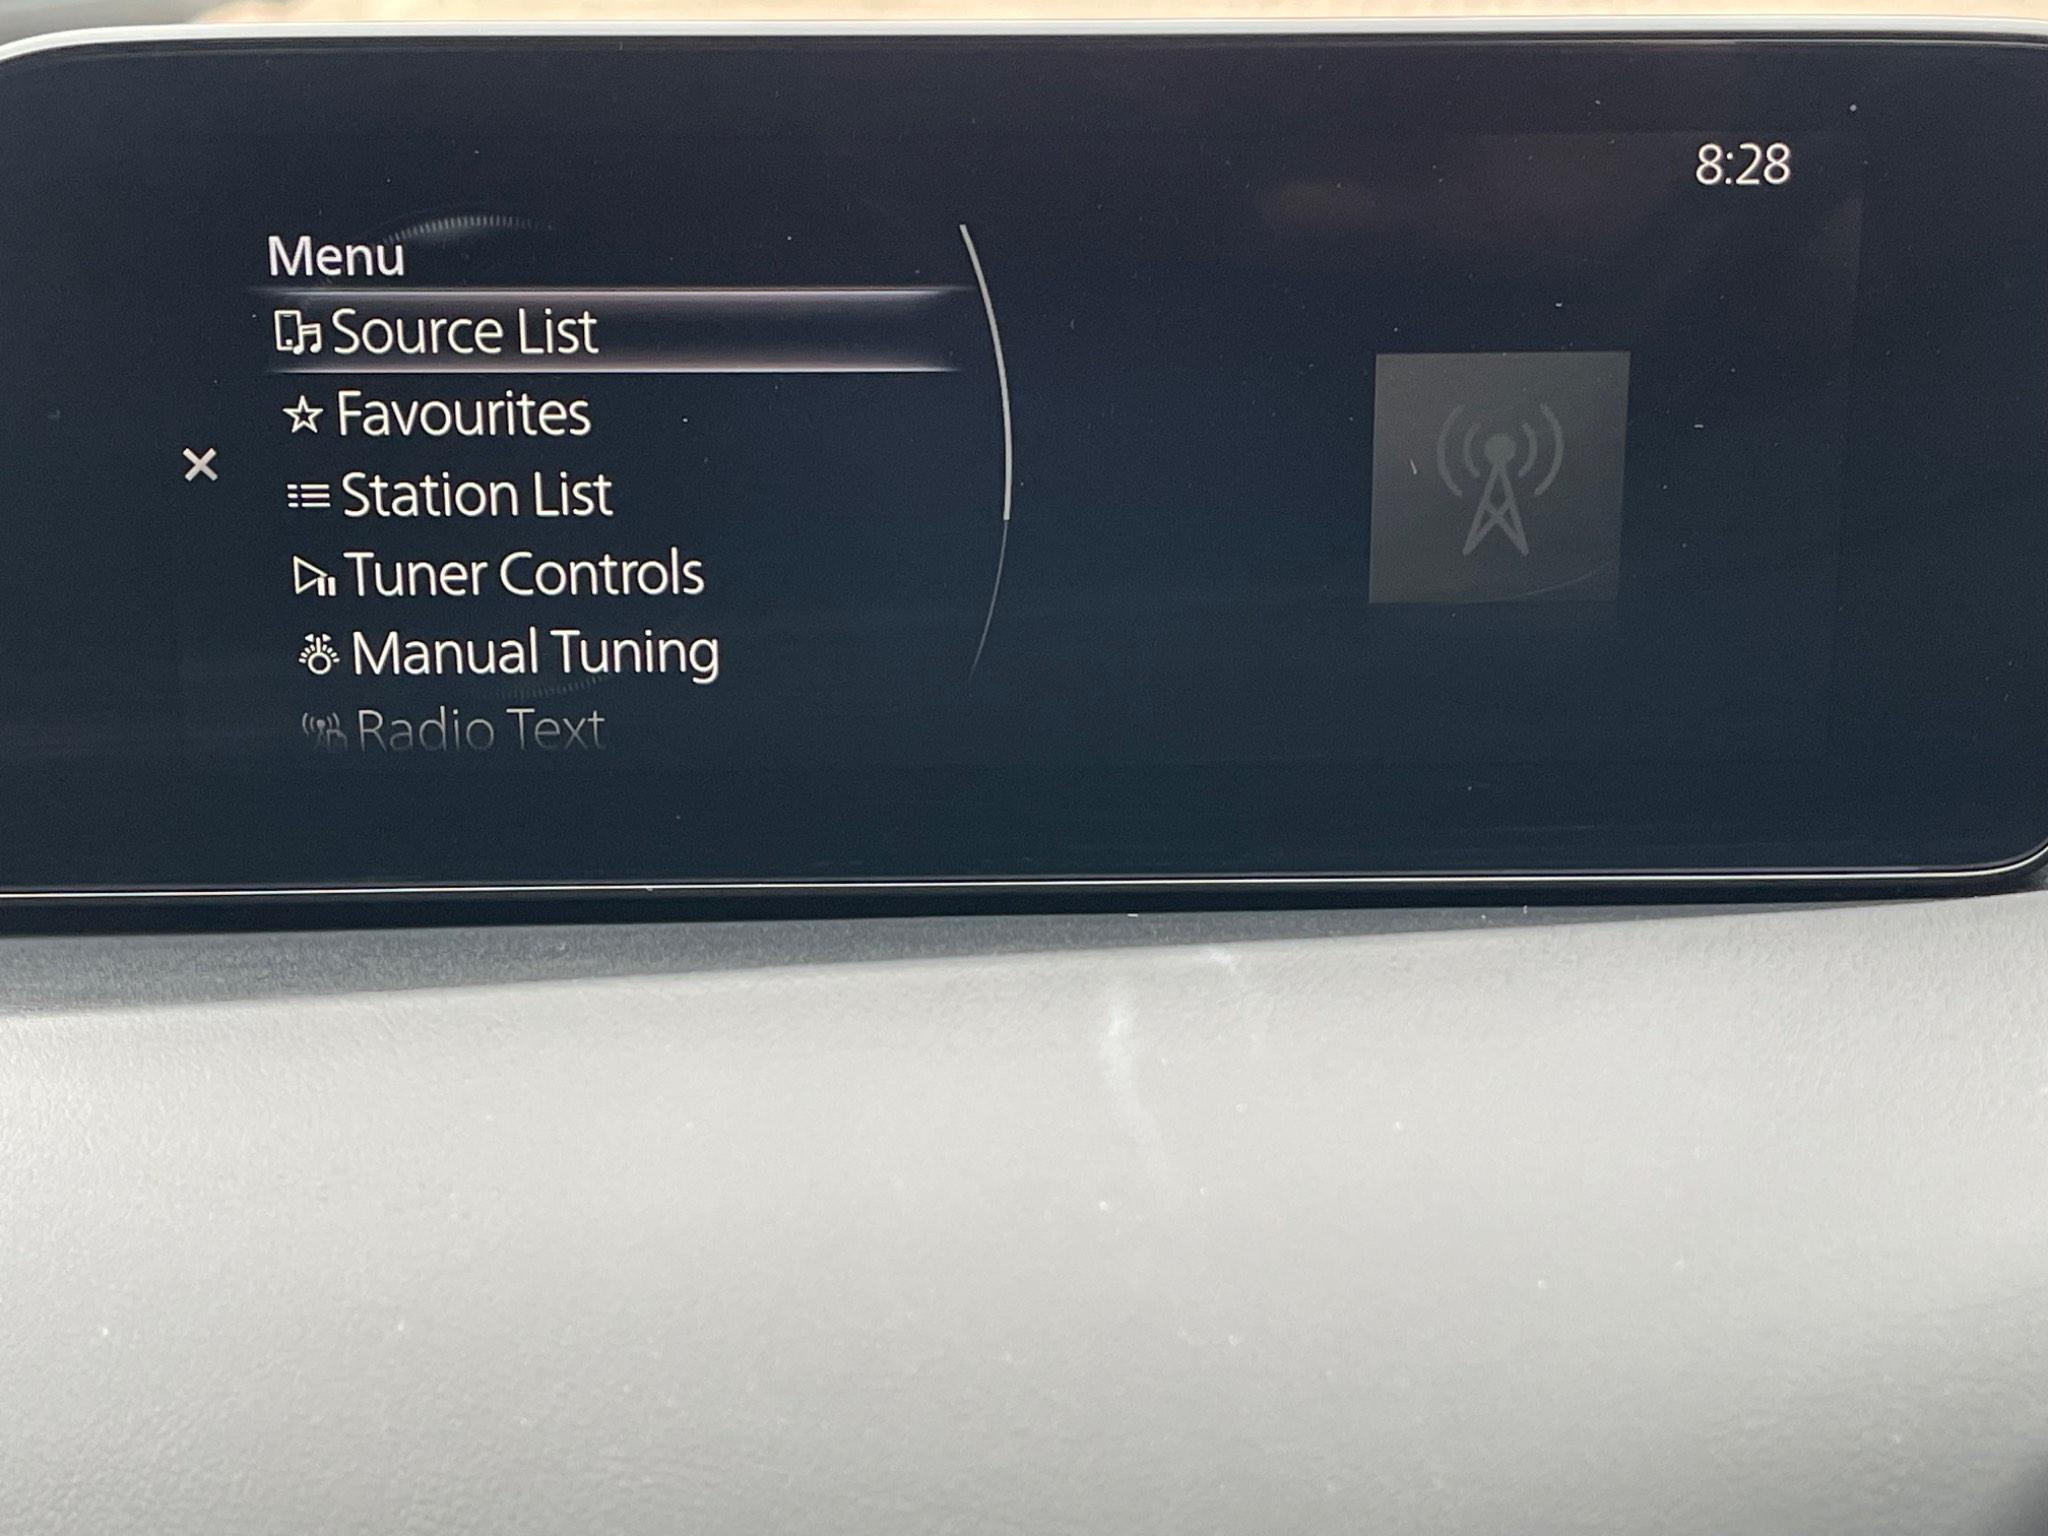 8:28
Menu
Source List
Favourites
Station List
Tuner Controls
Manual Tuning
Radio Text